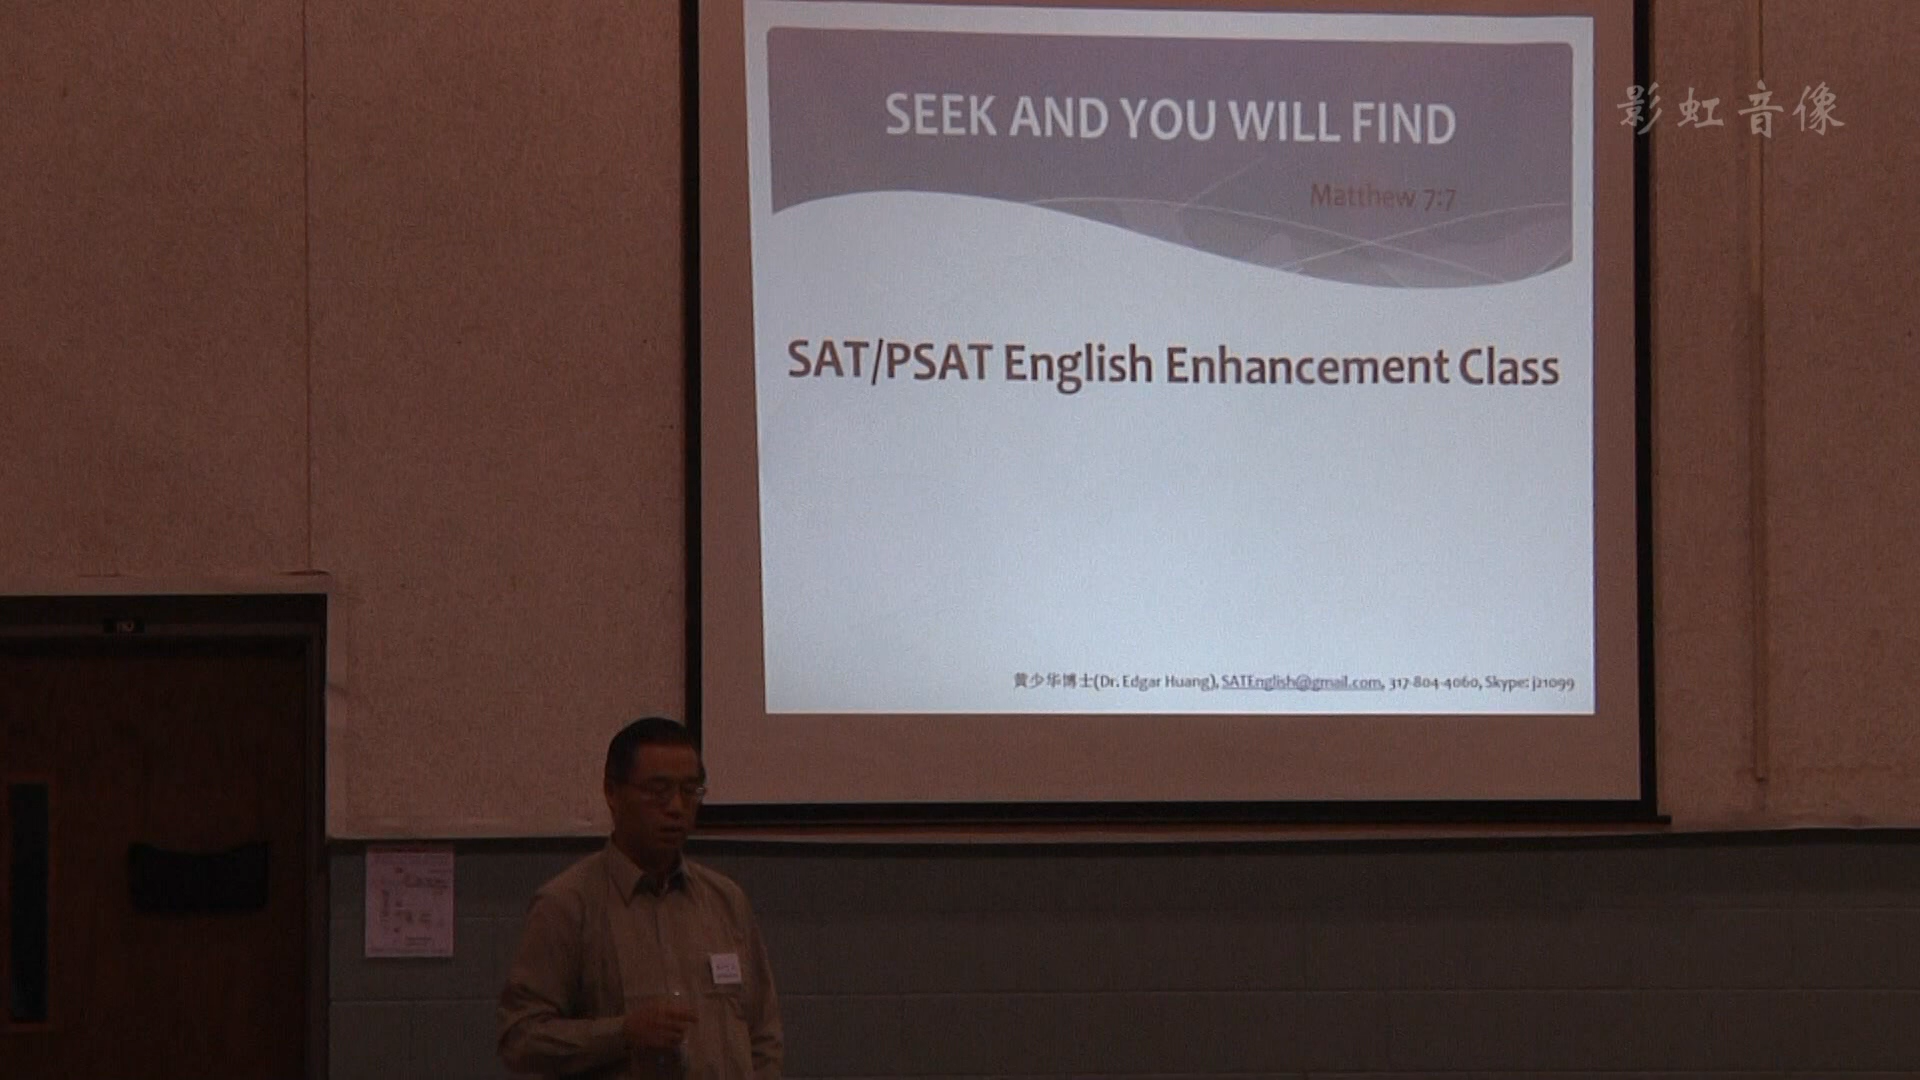 SEEK AND YOU WILL FIND
影虹音像
Matthew 7:7
SAT/PSAT English Enhancement Class
黄少华博士(Dr. Edgar Huang), SATEnglish@gmail.com, 317-804-4060, Skype: j21099